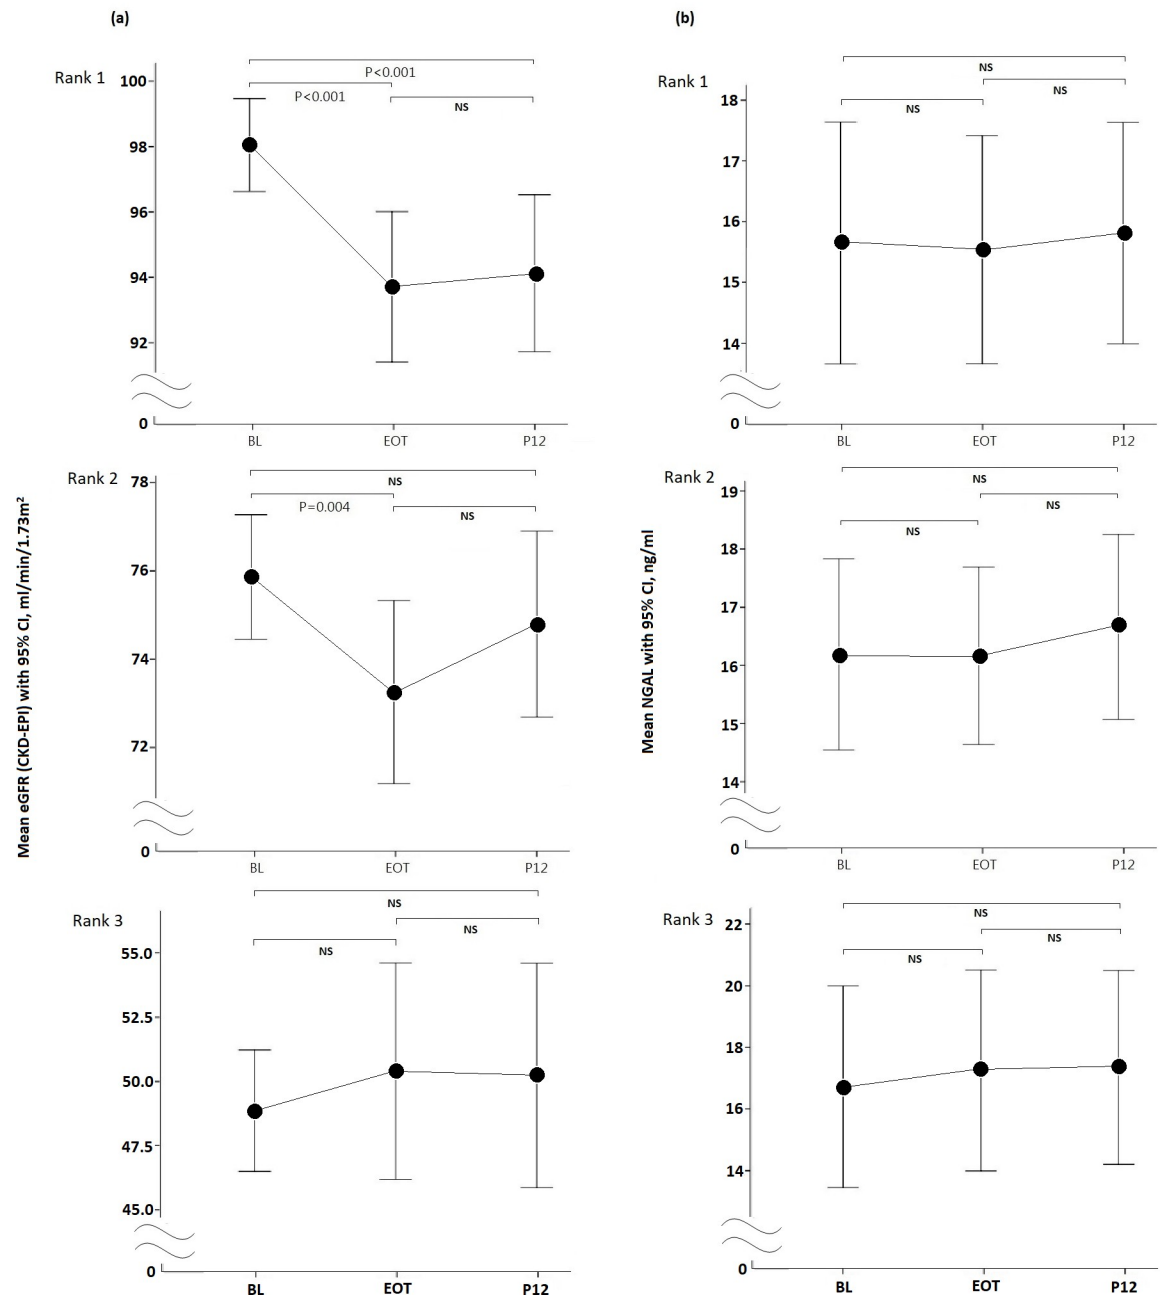 (a)
Rank 1
P<0.001
P<0.001
NS
100
98
96
94
92
0
BL EOT P12
Rank 2
NS
P=0.004
NS
78
76
74
72
0
BL EOT P12
Rank 3
NS
NS
NS
55.0
52.5
50.0
47.5
45.0
0
BL EOT P12
Mean eGFR (CKD-EPI) with 95% CI, ml/min/1.73m²
(b)
Rank 1
NS
NS
NS
18
17
16
15
14
0
BL EOT P12
Rank 2
NS
NS
NS
19
18
17
16
15
14
0
BL EOT P12
Rank 3
NS
NS
NS
22
20
18
16
14
0
BL EOT P12
Mean NGAL with 95% CI, ng/ml